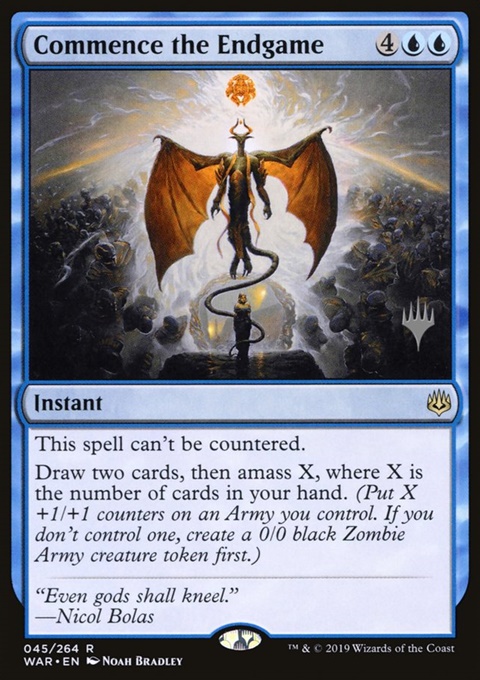 Commence the Endgame 4
Instant
This spell can't be countered.
Draw two cards, then amass X, where X is
the number of cards in your hand. (Put X
+1/+1 counters on an Army you control. If you
don't control one, create a 0/0 black Zombie
Army creature token first.)
"Even gods shall kneel."
—Nicol Bolas
045/264 R
WAR • EN Noah Bradley
™ & © 2019 Wizards of the Coast